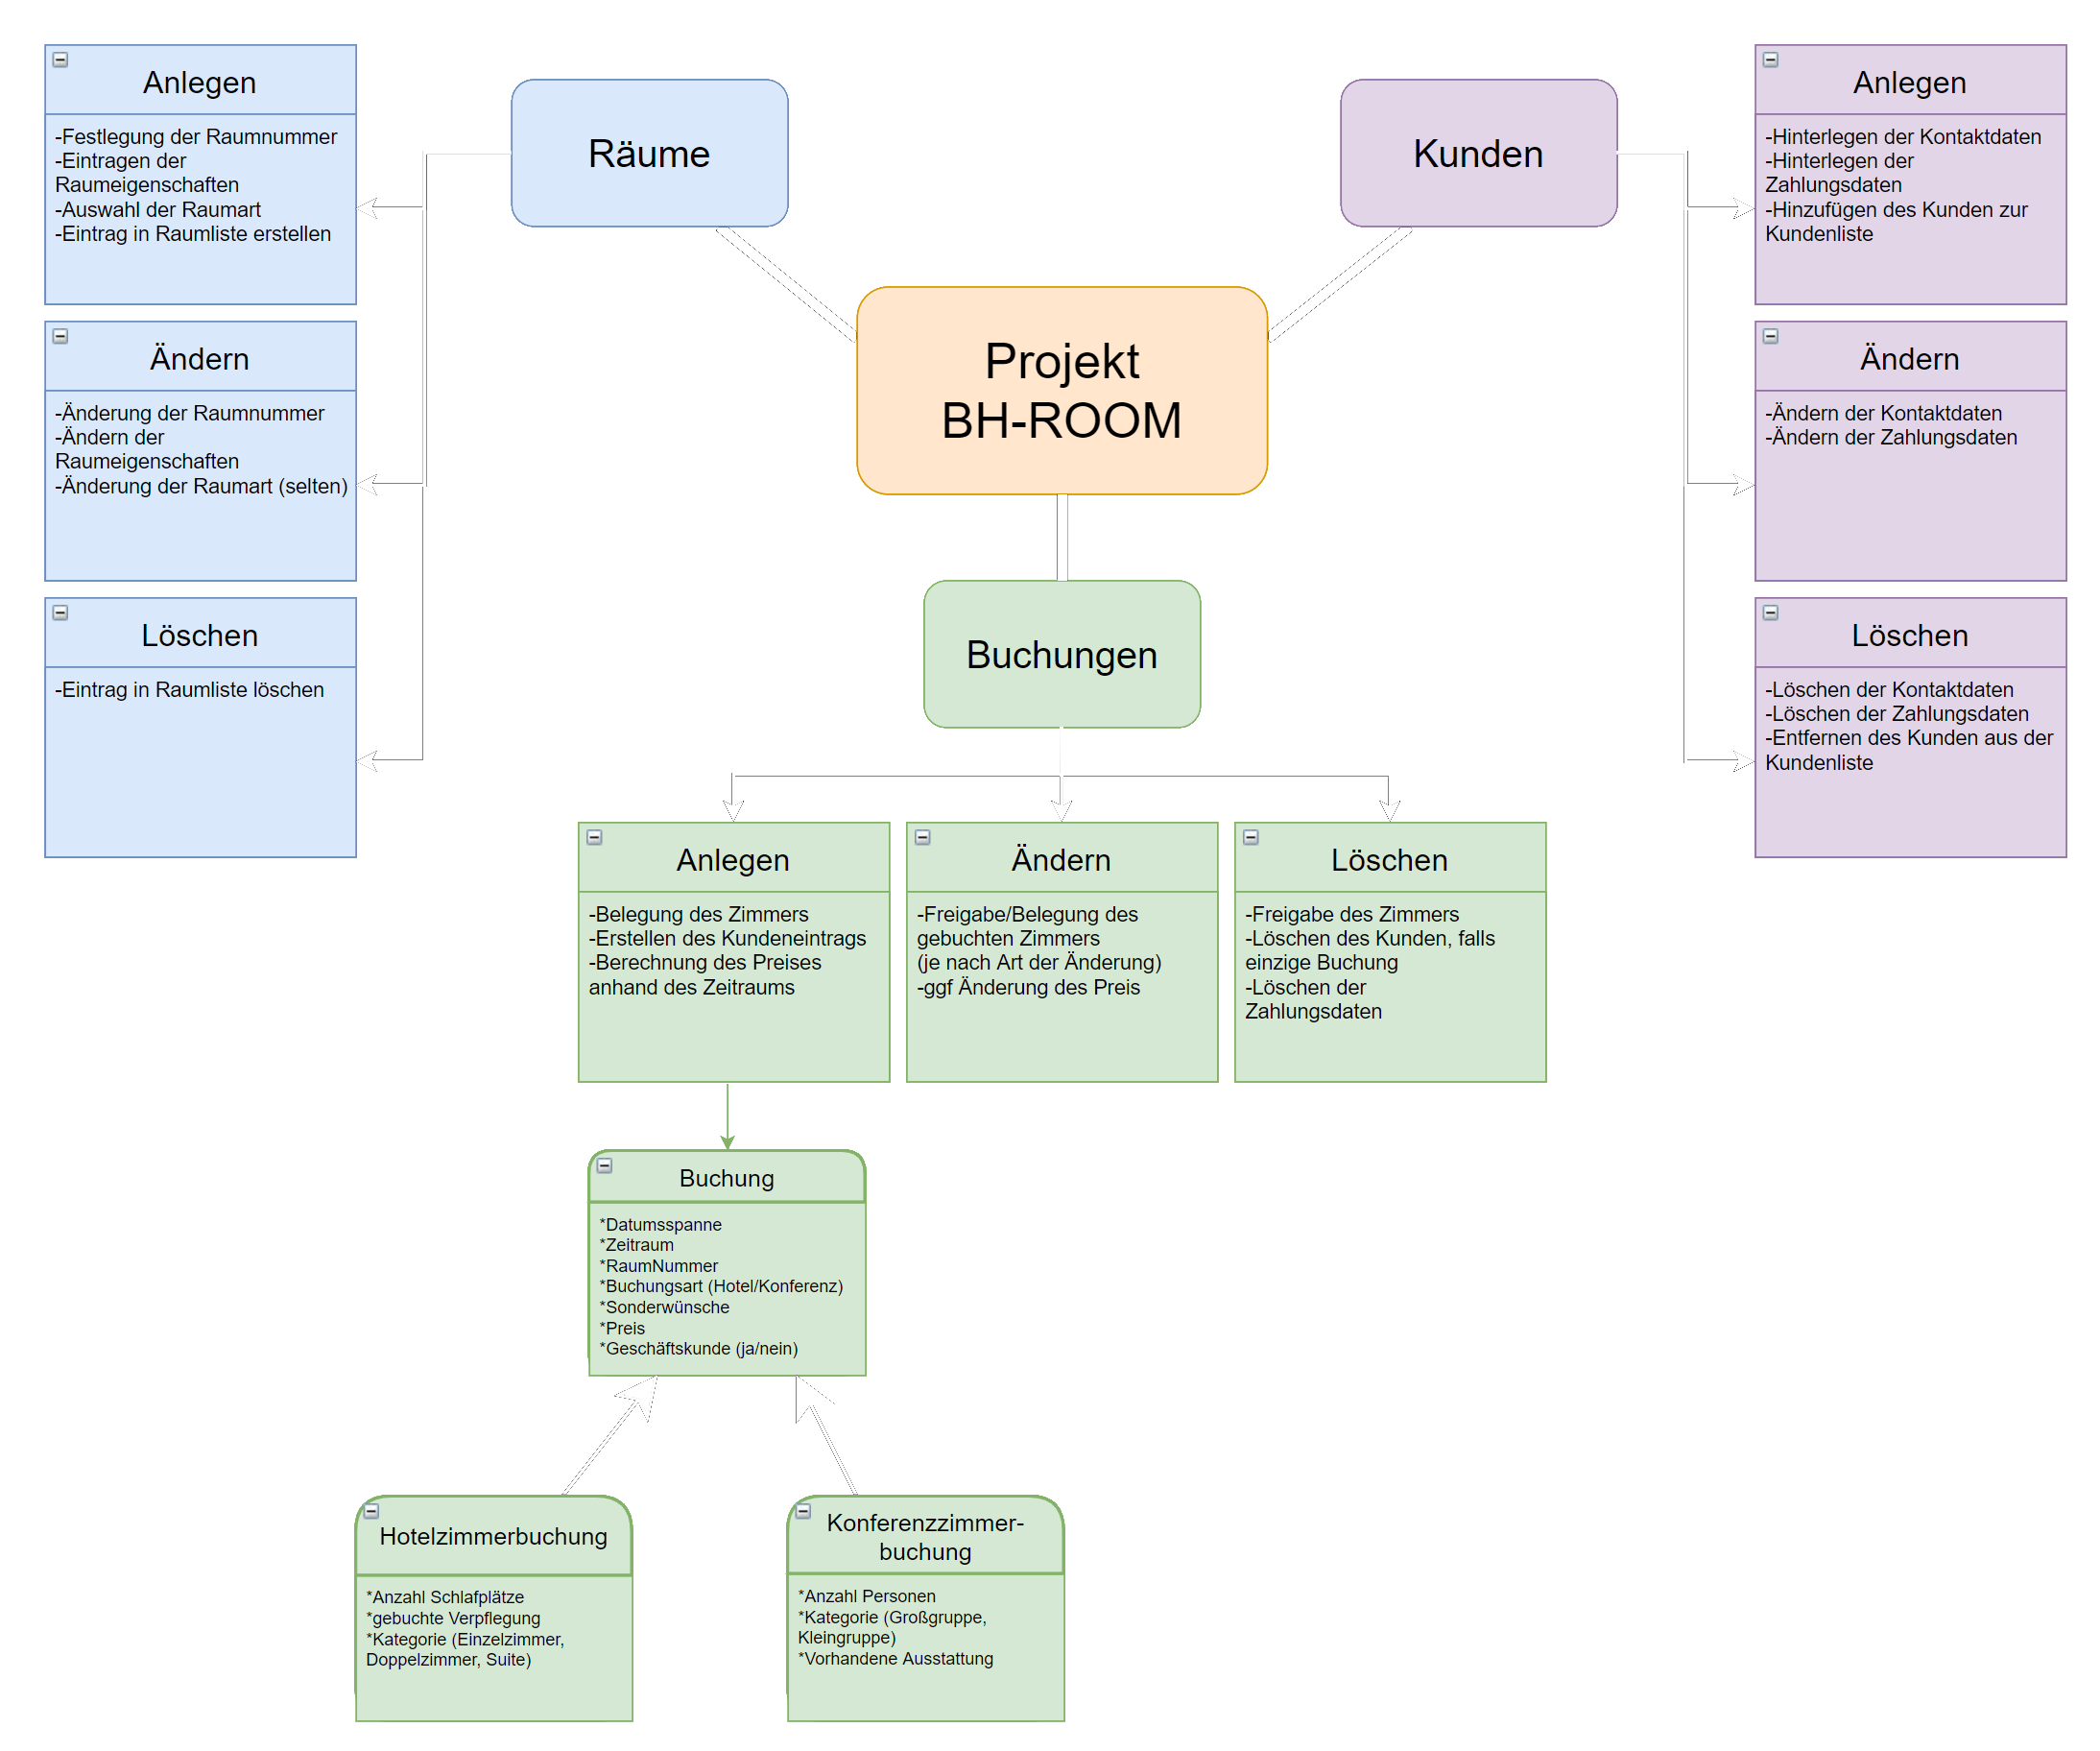 Anlegen
-Festlegung der Raumnummer
-Eintragen der
Raumeigenschaften
-Auswahl der Raumart
-Eintrag in Raumliste erstellen
Ändern
-Änderung der Raumnummer
-Ändern der
Raumeigenschaften
-Änderung der Raumart (selten)
Löschen
-Eintrag in Raumliste löschen
Räume
Projekt
BH-ROOM
Kunden
Anlegen
-Hinterlegen der Kontaktdaten
-Hinterlegen der
Zahlungsdaten
-Hinzufügen des Kunden zur
Kundenliste
Ändern
-Ändern der Kontaktdaten
-Ändern der Zahlungsdaten
Löschen
-Löschen der Kontaktdaten
-Löschen der Zahlungsdaten
-Entfernen des Kunden aus der
Kundenliste
Buchungen
Anlegen
-Belegung des Zimmers
-Erstellen des Kundeneintrags
-Berechnung des Preises
anhand des Zeitraums
Ändern
-Freigabe/Belegung des
gebuchten Zimmers
(je nach Art der Änderung)
-ggf Änderung des Preis
Löschen
-Freigabe des Zimmers
-Löschen des Kunden, falls
einzige Buchung
-Löschen der
Zahlungsdaten
Buchung
*Datumsspanne
*Zeitraum
*RaumNummer
*Buchungsart (Hotel/Konferenz)
*Sonderwünsche
*Preis
*Geschäftskunde (ja/nein)
Hotelzimmerbuchung
*Anzahl Schlafplätze
*gebuchte Verpflegung
*Kategorie (Einzelzimmer,
Doppelzimmer, Suite)
Konferenzzimmer-
buchung
*Anzahl Personen
*Kategorie (Großgruppe,
Kleingruppe)
*Vorhandene Ausstattung